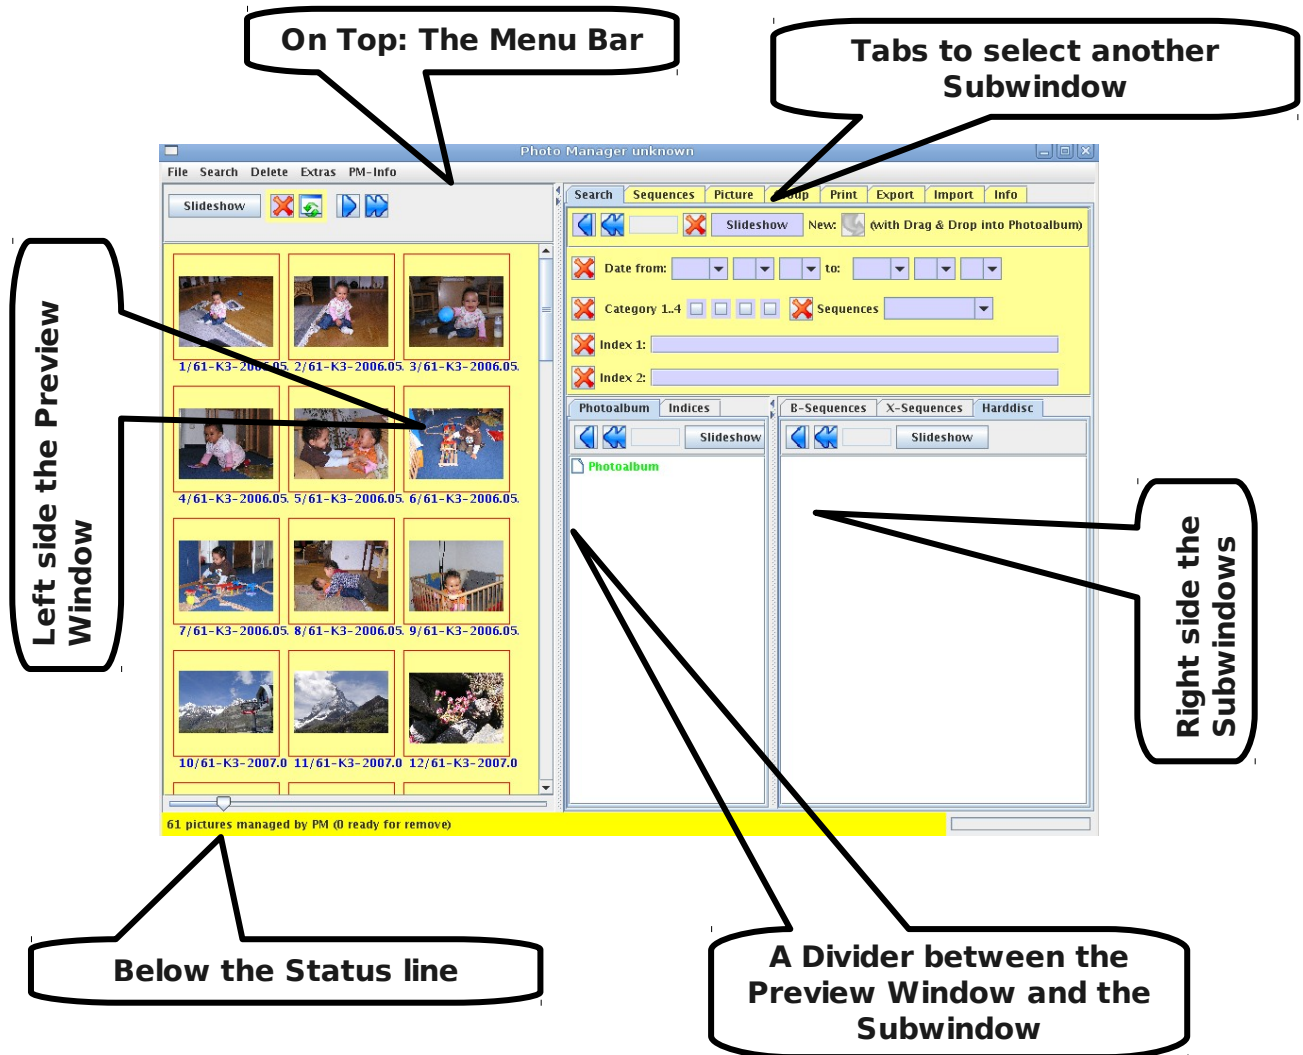 On Top: The Menu Bar
Tabs to select another
Subwindow
Photo Manager unknown
File Search Delete Extras PM-Info
Slideshow
Search Sequences Picture Print Export Import Info
Slideshow New: (with Drag & Drop into Photoalbum)
Date from: to:
Category 1..4 Sequences
Index 1:
Index 2:
Left side the Preview
Window
1/61-K3-2006.05. 2/61-K3-2006.05. 3/61-K3-2006.05.
4/61-K3-2006.05. 5/61-K3-2006.05. 6/61-K3-2006.05.
7/61-K3-2006.05. 8/61-K3-2006.05. 9/61-K3-2006.05.
10/61-K3-2007.0 11/61-K3-2007.0 12/61-K3-2007.0
Photoalbum Indices
Slideshow
Photoalbum
B-Sequences X-Sequences Harddisc
Slideshow
Right side the
Subwindows
61 pictures managed by PM (0 ready for remove)
Below the Status line
A Divider between the
Preview Window and the
Subwindow